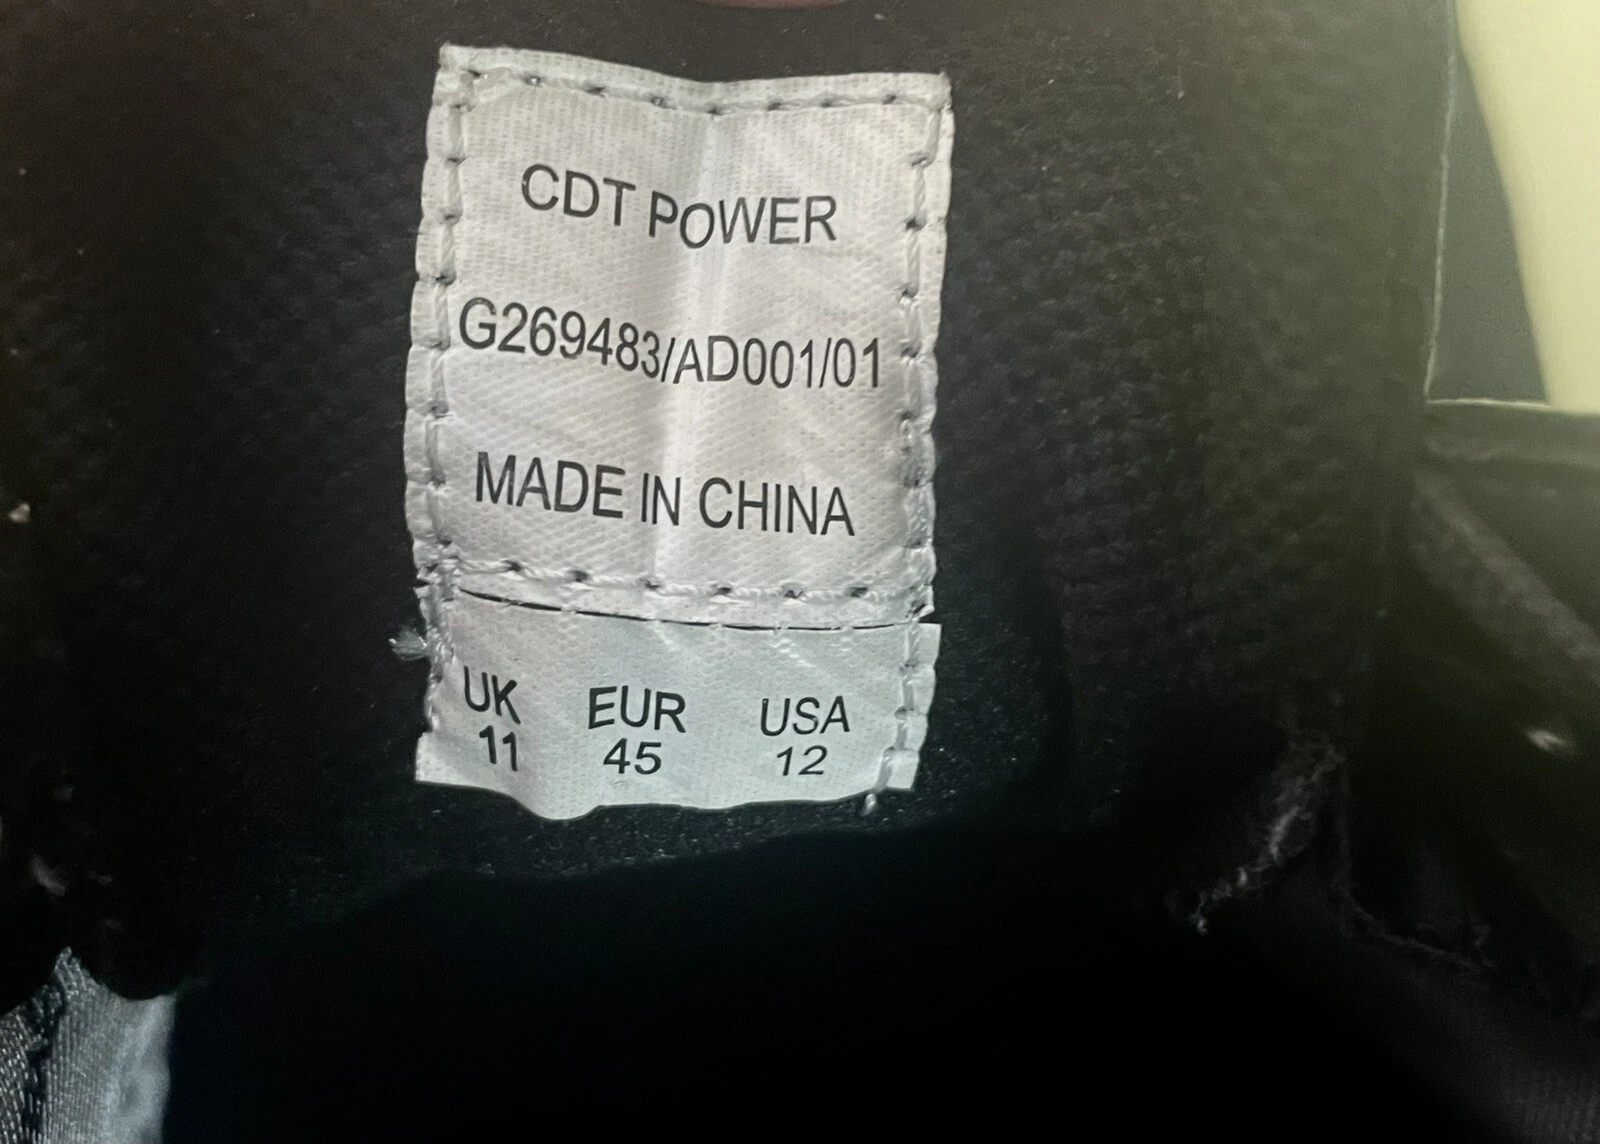 CDT POWER
G269483/AD001/01
MADE IN CHINA
UK EUR USA
11 45 12